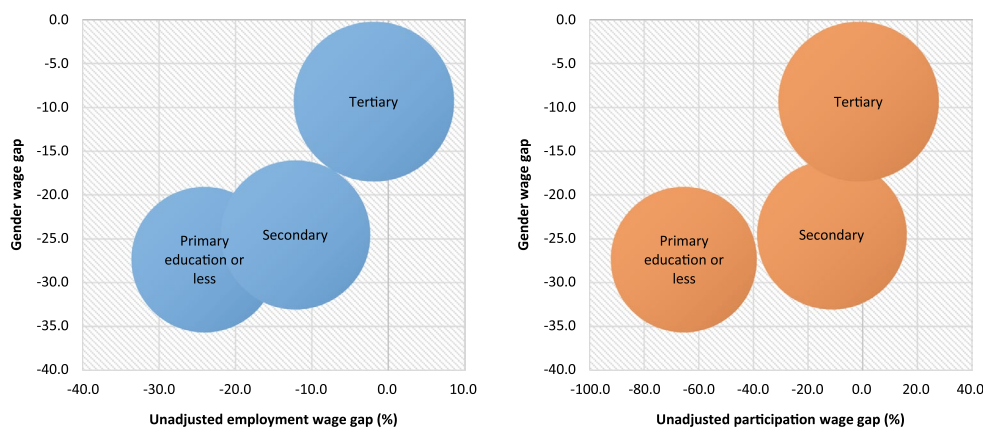 0.0
-5.0
-10.0
-15.0
-20.0
-25.0
-30.0
-35.0
-40.0
Gender wage gap
Tertiary
Secondary
Primary
education or
less
-40.0 -30.0 -20.0 -10.0 0.0 10.0
Unadjusted employment wage gap (%)
0.0
-5.0
-10.0
-15.0
-20.0
-25.0
-30.0
-35.0
-40.0
Gender wage gap
Tertiary
Secondary
Primary
education or
less
-100.0 -80.0 -60.0 -40.0 -20.0 0.0 20.0 40.0
Unadjusted participation wage gap (%)